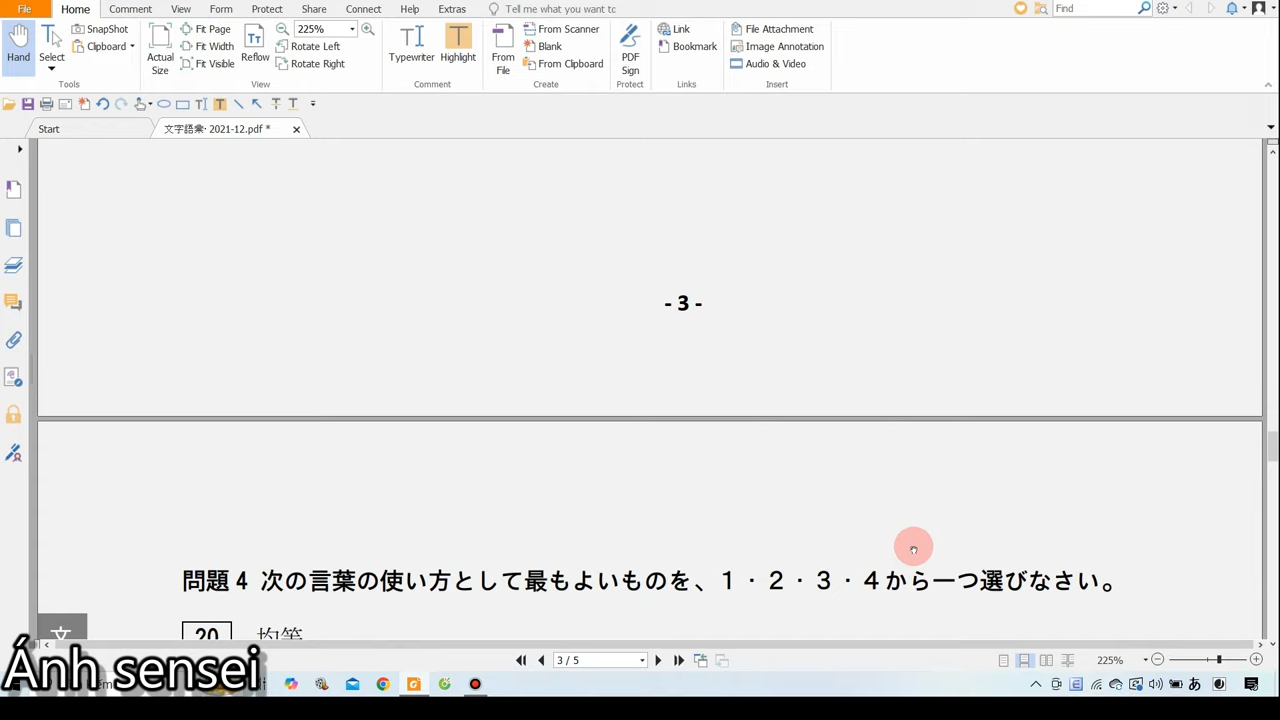 File Home Comment View Form Protect Share Connect Help Extras Tell me what you want tc Find
Hand
Select
SnapShot
Clipboard
Tools
Actual Size
Fit Page
Fit Width
Fit Visible
Reflow
225%
Rotate Left
Rotate Right
View
Typewriter
Highlight
Comment
From File
From Scanner
Blank
From Clipboard
Create
PDF Sign
Protect
Link
Bookmark
Links
File Attachment
Image Annotation
Audio & Video
Insert
Start
文字語彙· 2021-12.pdf *
- 3 -
問題 4 次の言葉の使い方として最もよいものを、1・2・3・4から一つ選びなさい。
20 均等
文
Ánh sensei
3 / 5
225%
あ